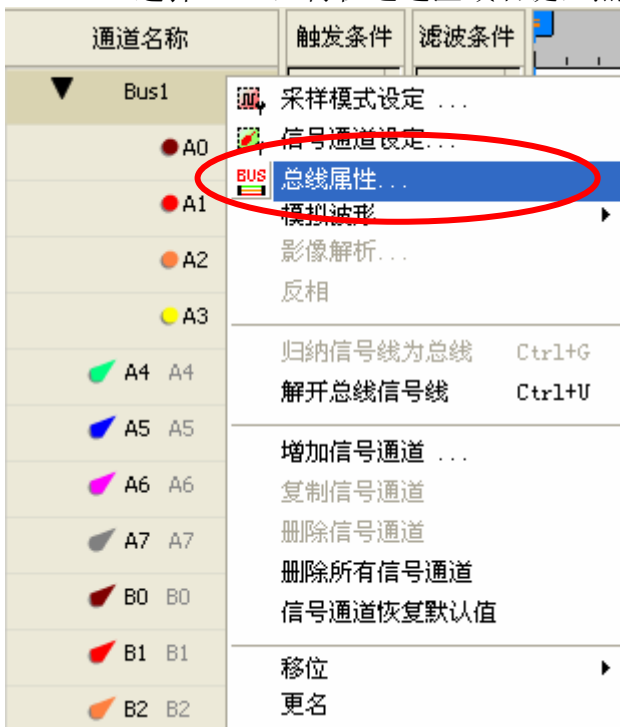 通道名称 触发条件 滤波条件
Bus1
采样模式设定 ...
A0
信号通道设定...
BUS 总线属性...
A1
模拟波形
A2
影像解析...
反相
A3
归纳信号线为总线 Ctrl+G
A4 A4
解开总线信号线 Ctrl+U
A5 A5
增加信号通道 ...
A6 A6
复制信号通道
A7 A7
删除信号通道
删除所有信号通道
B0 B0
信号通道恢复默认值
B1 B1
移位
B2 B2
更名